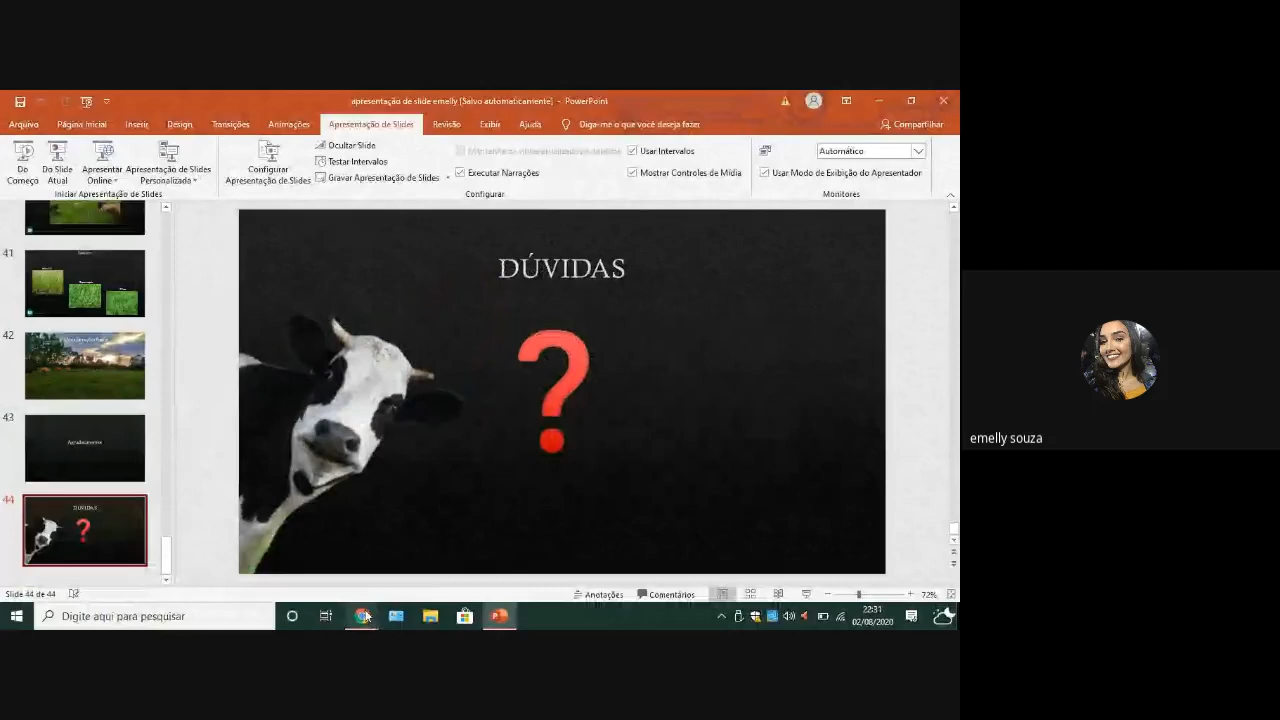 apresentação de slide emelly [Salvo automaticamente] - PowerPoint
Arquivo Página Inicial Inserir Design Transições Animações Apresentação de Slides Revisão Exibir Ajuda Diga-me o que você deseja fazer Compartilhar
Do Começo
Do Slide Atual
Apresentar Online
Apresentação de Slides Personalizada
Iniciar Apresentação de Slides
Configurar Apresentação de Slides
Ocultar Slide
Testar Intervalos
Gravar Apresentação de Slides
Executar Narrações
Usar Intervalos
Mostrar Controles de Mídia
Configurar
Automático
Usar Modo de Exibição do Apresentador
Monitores
41
42
43
Agradecimento
44
DÚVIDAS
?
DÚVIDAS
?
emelly souza
Slide 44 de 44
Anotações Comentários 72%
Digite aqui para pesquisar
22:31
02/08/2020